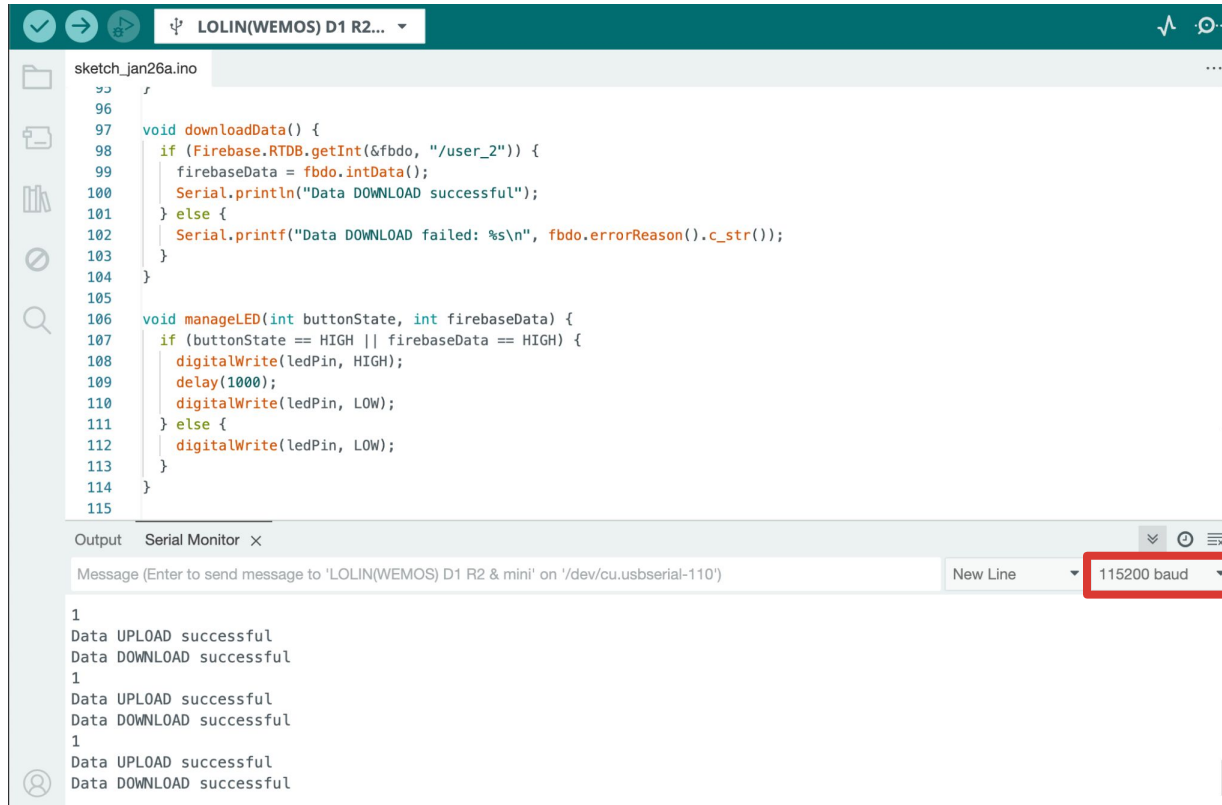 LOLIN(WEMOS) D1 R2...
sketch_jan26a.ino
...
95 }
96
97 void downloadData() {
98 if (Firebase.RTDB.getInt(&fbdo, "/user_2")) {
99 firebaseData = fbdo.intData();
100 Serial.println("Data DOWNLOAD successful");
101 } else {
102 Serial.printf("Data DOWNLOAD failed: %s\n", fbdo.errorReason().c_str());
103 }
104 }
105
106 void manageLED(int buttonState, int firebaseData) {
107 if (buttonState == HIGH || firebaseData == HIGH) {
108 digitalWrite(ledPin, HIGH);
109 delay(1000);
110 digitalWrite(ledPin, LOW);
111 } else {
112 digitalWrite(ledPin, LOW);
113 }
114 }
115
Output Serial Monitor ×
Message (Enter to send message to 'LOLIN(WEMOS) D1 R2 & mini' on '/dev/cu.usbserial-110') New Line 115200 baud
1
Data UPLOAD successful
Data DOWNLOAD successful
1
Data UPLOAD successful
Data DOWNLOAD successful
1
Data UPLOAD successful
Data DOWNLOAD successful